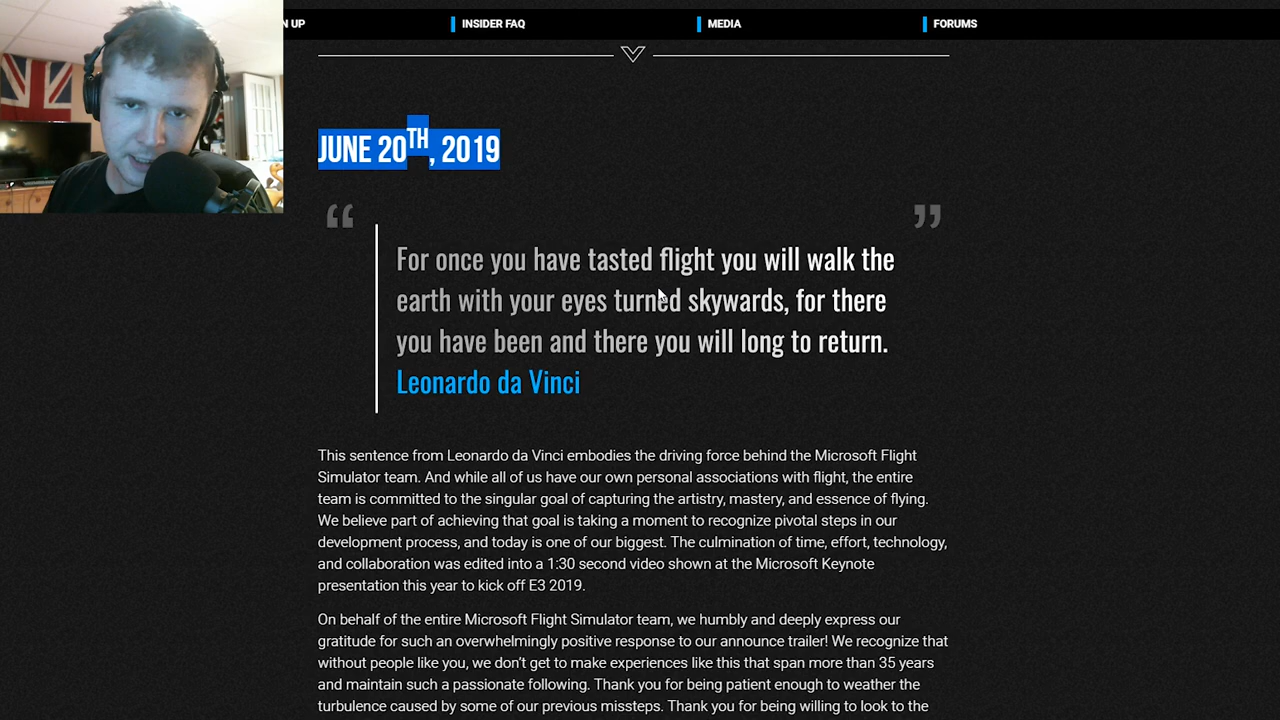 N UP
INSIDER FAQ
MEDIA
FORUMS
JUNE 20TH, 2019
“ ”
For once you have tasted flight you will walk the
earth with your eyes turned skywards, for there
you have been and there you will long to return.
Leonardo da Vinci
This sentence from Leonardo da Vinci embodies the driving force behind the Microsoft Flight
Simulator team. And while all of us have our own personal associations with flight, the entire
team is committed to the singular goal of capturing the artistry, mastery, and essence of flying.
We believe part of achieving that goal is taking a moment to recognize pivotal steps in our
development process, and today is one of our biggest. The culmination of time, effort, technology,
and collaboration was edited into a 1:30 second video shown at the Microsoft Keynote
presentation this year to kick off E3 2019.
On behalf of the entire Microsoft Flight Simulator team, we humbly and deeply express our
gratitude for such an overwhelmingly positive response to our announce trailer! We recognize that
without people like you, we don't get to make experiences like this that span more than 35 years
and maintain such a passionate following. Thank you for being patient enough to weather the
turbulence caused by some of our previous missteps. Thank you for being willing to look to the